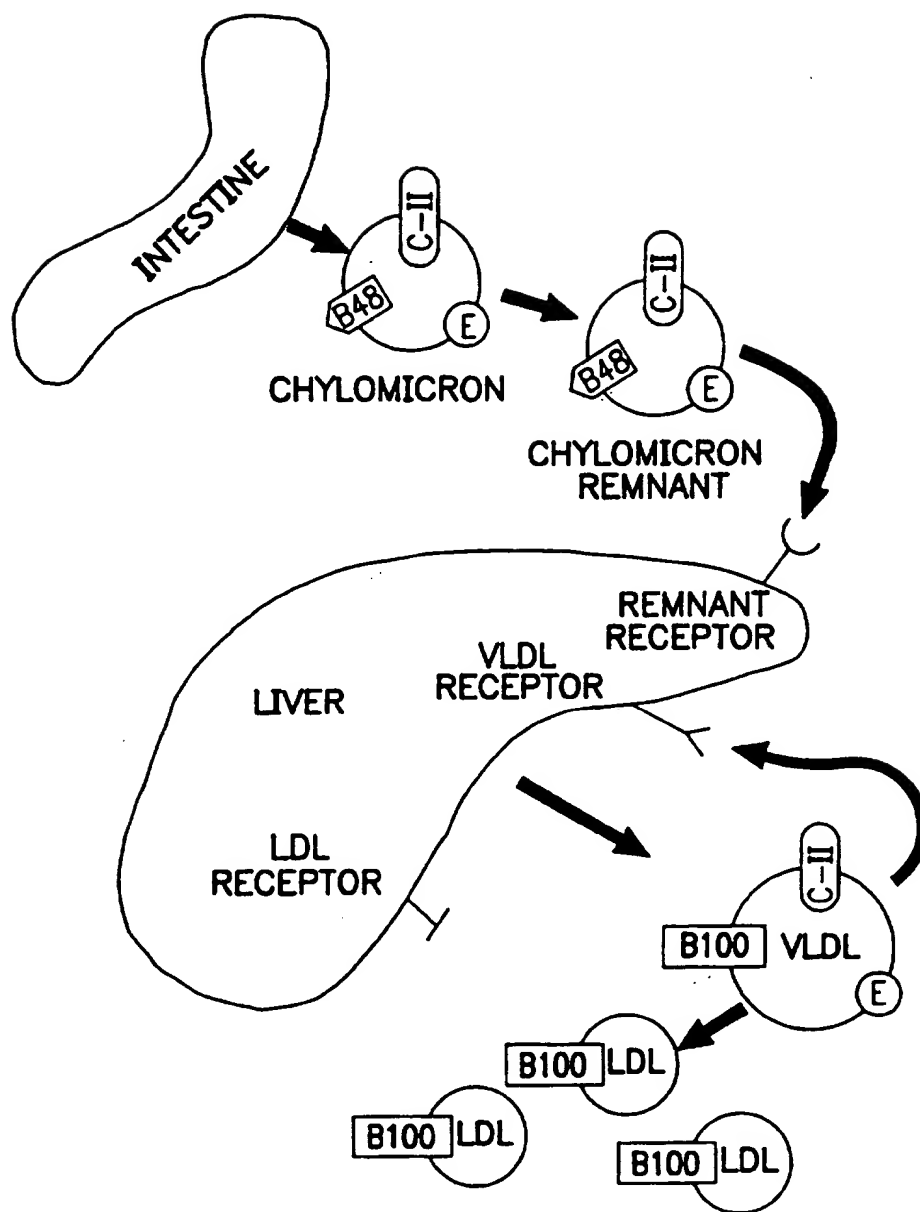 INTESTINE
C-II
B48
E
CHYLOMICRON
C-II
B48
E
CHYLOMICRON
REMNANT
REMNANT
RECEPTOR
VLDL
RECEPTOR
LIVER
LDL
RECEPTOR
C-II
B100
VLDL
E
B100
LDL
B100
LDL
B100
LDL